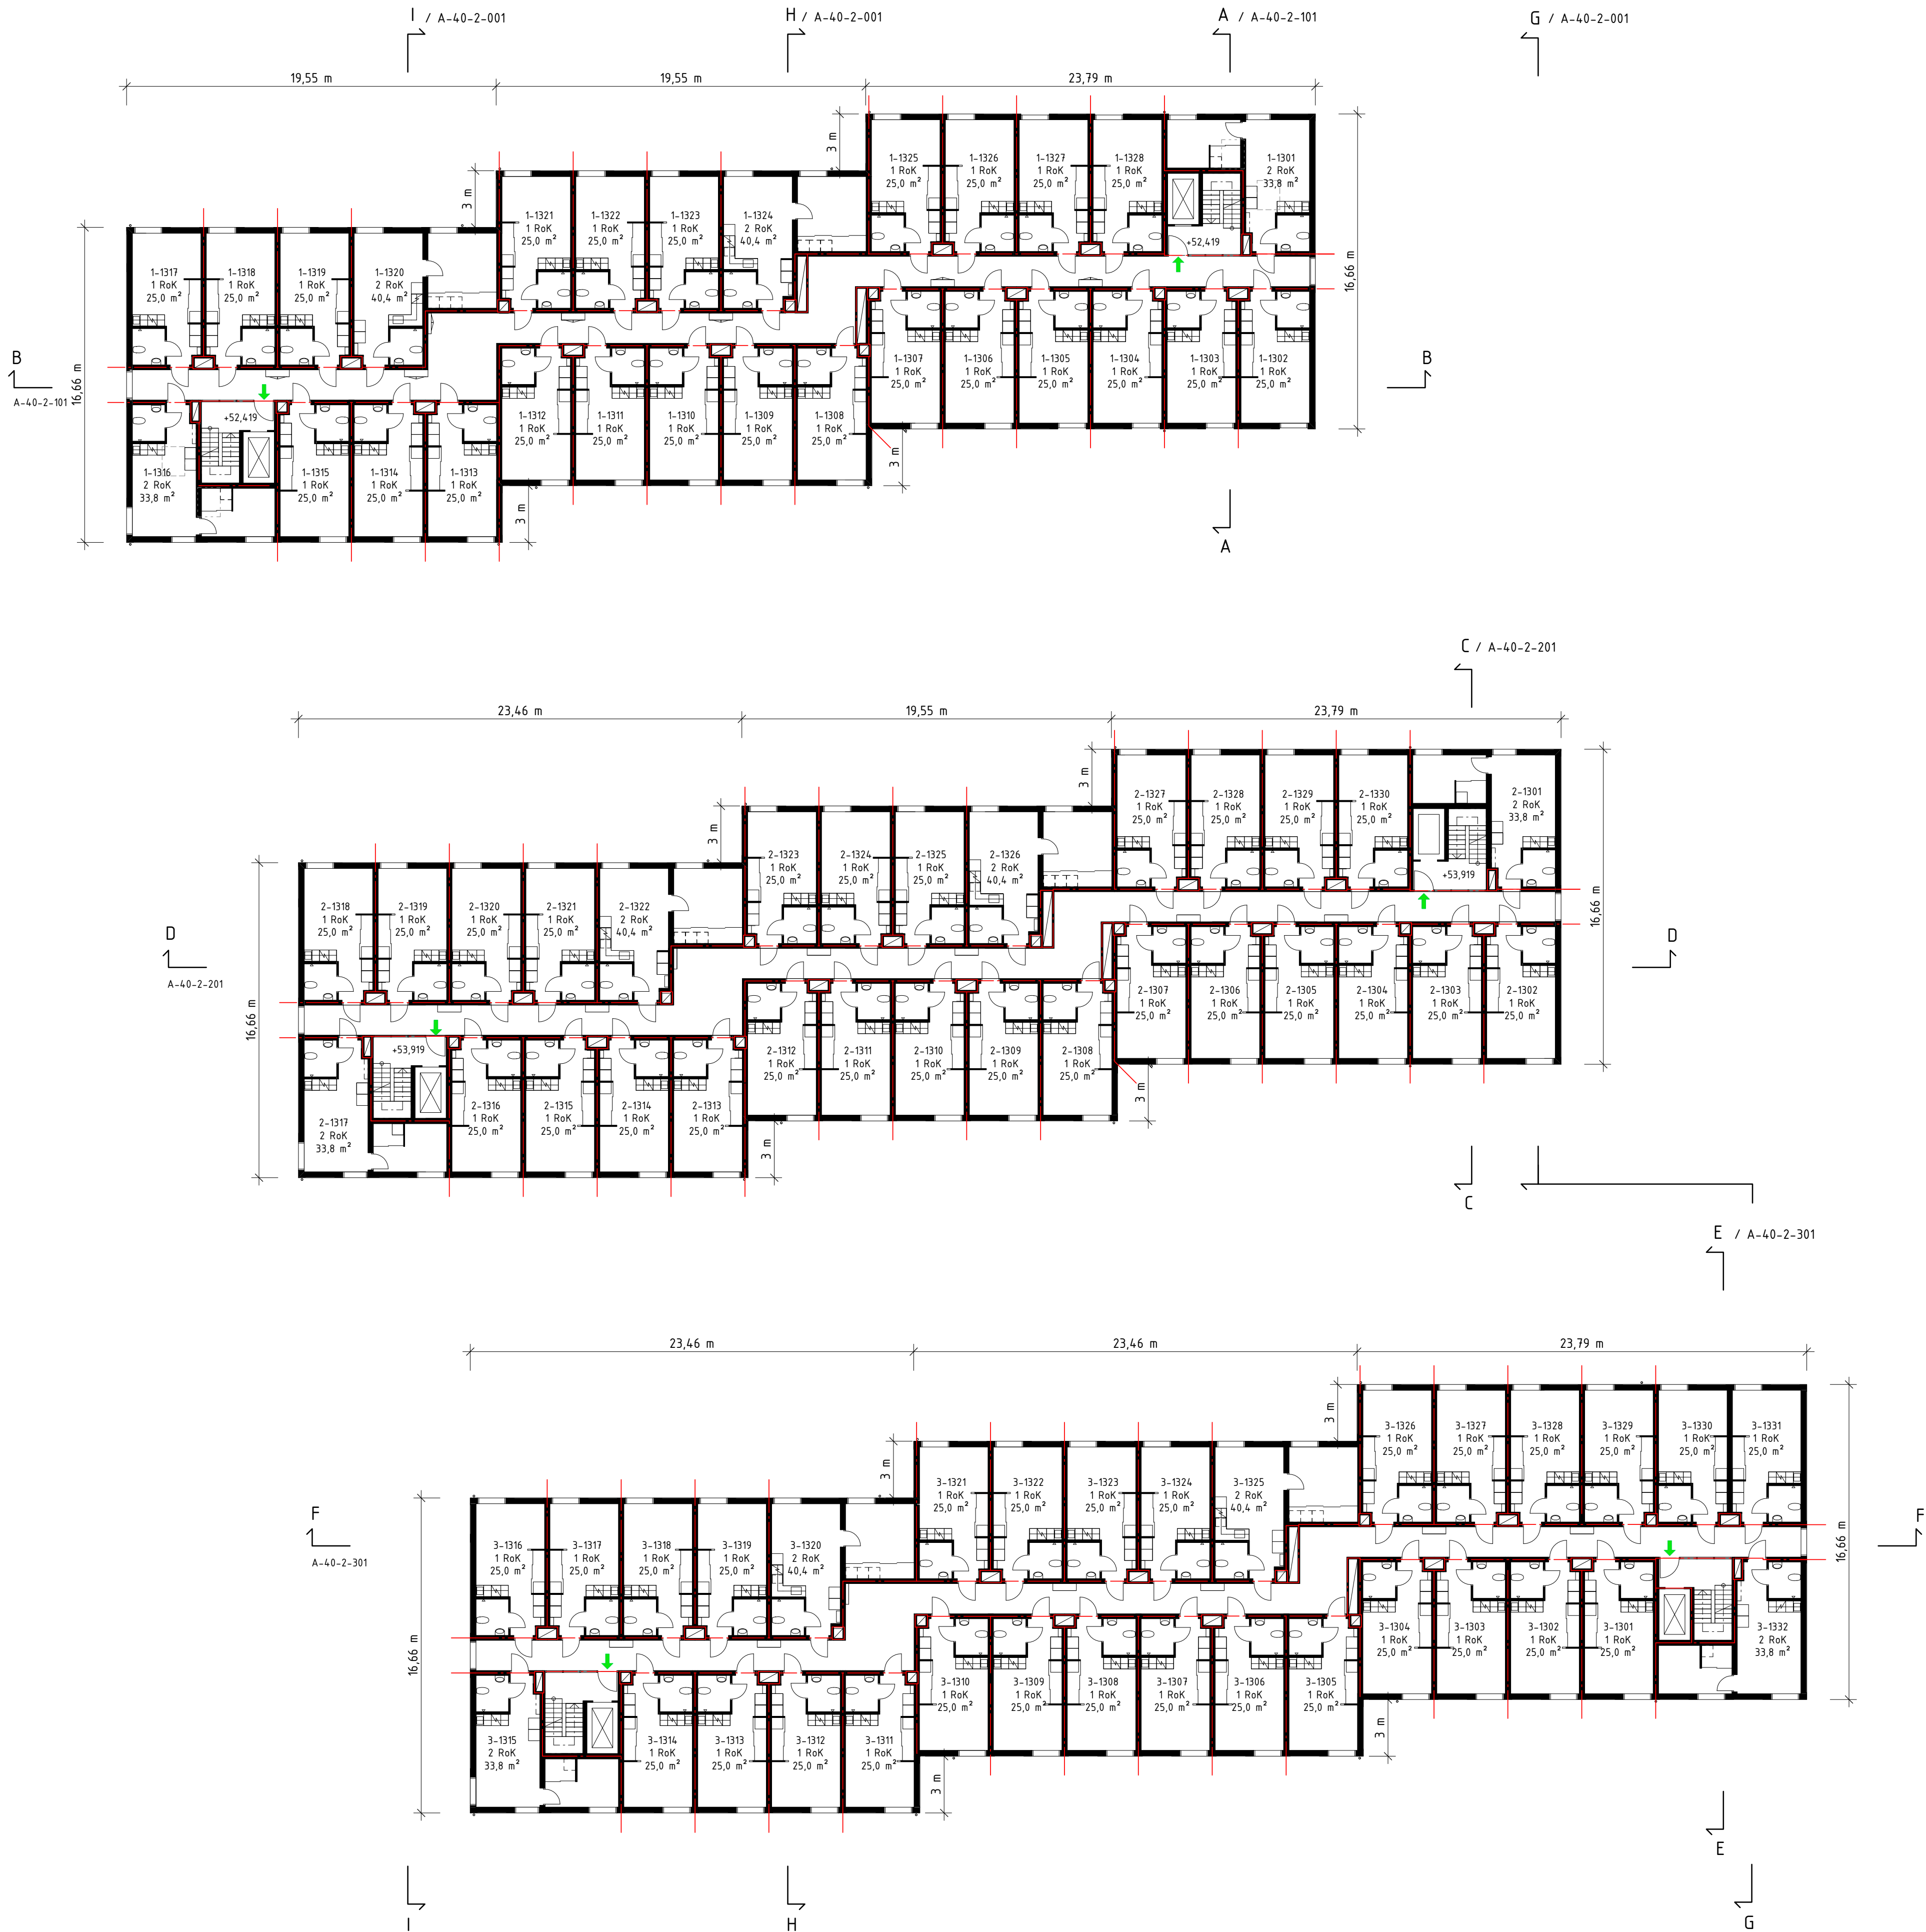 I / A-40-2-001
H / A-40-2-001
A / A-40-2-101
G / A-40-2-001
19,55 m
19,55 m
23,79 m
3 m
3 m
16,66 m
16,66 m
1-1325
1 RoK
25,0 m²
1-1326
1 RoK
25,0 m²
1-1327
1 RoK
25,0 m²
1-1328
1 RoK
25,0 m²
1-1301
2 RoK
33,8 m²
1-1321
1 RoK
25,0 m²
1-1322
1 RoK
25,0 m²
1-1323
1 RoK
25,0 m²
1-1324
2 RoK
40,4 m²
+52,419
1-1317
1 RoK
25,0 m²
1-1318
1 RoK
25,0 m²
1-1319
1 RoK
25,0 m²
1-1320
2 RoK
40,4 m²
B
A-40-2-101
B
1-1307
1 RoK
25,0 m²
1-1306
1 RoK
25,0 m²
1-1305
1 RoK
25,0 m²
1-1304
1 RoK
25,0 m²
1-1303
1 RoK
25,0 m²
1-1302
1 RoK
25,0 m²
1-1312
1 RoK
25,0 m²
1-1311
1 RoK
25,0 m²
1-1310
1 RoK
25,0 m²
1-1309
1 RoK
25,0 m²
1-1308
1 RoK
25,0 m²
+52,419
1-1316
2 RoK
33,8 m²
1-1315
1 RoK
25,0 m²
1-1314
1 RoK
25,0 m²
1-1313
1 RoK
25,0 m²
3 m
3 m
A
C / A-40-2-201
23,46 m
19,55 m
23,79 m
3 m
3 m
16,66 m
16,66 m
2-1327
1 RoK
25,0 m²
2-1328
1 RoK
25,0 m²
2-1329
1 RoK
25,0 m²
2-1330
1 RoK
25,0 m²
2-1301
2 RoK
33,8 m²
2-1323
1 RoK
25,0 m²
2-1324
1 RoK
25,0 m²
2-1325
1 RoK
25,0 m²
2-1326
2 RoK
40,4 m²
+53,919
2-1318
1 RoK
25,0 m²
2-1319
1 RoK
25,0 m²
2-1320
1 RoK
25,0 m²
2-1321
1 RoK
25,0 m²
2-1322
2 RoK
40,4 m²
D
A-40-2-201
D
2-1307
1 RoK
25,0 m²
2-1306
1 RoK
25,0 m²
2-1305
1 RoK
25,0 m²
2-1304
1 RoK
25,0 m²
2-1303
1 RoK
25,0 m²
2-1302
1 RoK
25,0 m²
2-1312
1 RoK
25,0 m²
2-1311
1 RoK
25,0 m²
2-1310
1 RoK
25,0 m²
2-1309
1 RoK
25,0 m²
2-1308
1 RoK
25,0 m²
+53,919
2-1317
2 RoK
33,8 m²
2-1316
1 RoK
25,0 m²
2-1315
1 RoK
25,0 m²
2-1314
1 RoK
25,0 m²
2-1313
1 RoK
25,0 m²
3 m
3 m
C
E / A-40-2-301
23,46 m
23,46 m
23,79 m
3 m
3 m
16,66 m
16,66 m
3-1326
1 RoK
25,0 m²
3-1327
1 RoK
25,0 m²
3-1328
1 RoK
25,0 m²
3-1329
1 RoK
25,0 m²
3-1330
1 RoK
25,0 m²
3-1331
1 RoK
25,0 m²
3-1321
1 RoK
25,0 m²
3-1322
1 RoK
25,0 m²
3-1323
1 RoK
25,0 m²
3-1324
1 RoK
25,0 m²
3-1325
2 RoK
40,4 m²
3-1316
1 RoK
25,0 m²
3-1317
1 RoK
25,0 m²
3-1318
1 RoK
25,0 m²
3-1319
1 RoK
25,0 m²
3-1320
2 RoK
40,4 m²
F
A-40-2-301
F
3-1304
1 RoK
25,0 m²
3-1303
1 RoK
25,0 m²
3-1302
1 RoK
25,0 m²
3-1301
1 RoK
25,0 m²
3-1332
2 RoK
33,8 m²
3-1310
1 RoK
25,0 m²
3-1309
1 RoK
25,0 m²
3-1308
1 RoK
25,0 m²
3-1307
1 RoK
25,0 m²
3-1306
1 RoK
25,0 m²
3-1305
1 RoK
25,0 m²
3-1315
2 RoK
33,8 m²
3-1314
1 RoK
25,0 m²
3-1313
1 RoK
25,0 m²
3-1312
1 RoK
25,0 m²
3-1311
1 RoK
25,0 m²
3 m
3 m
E
I
H
G